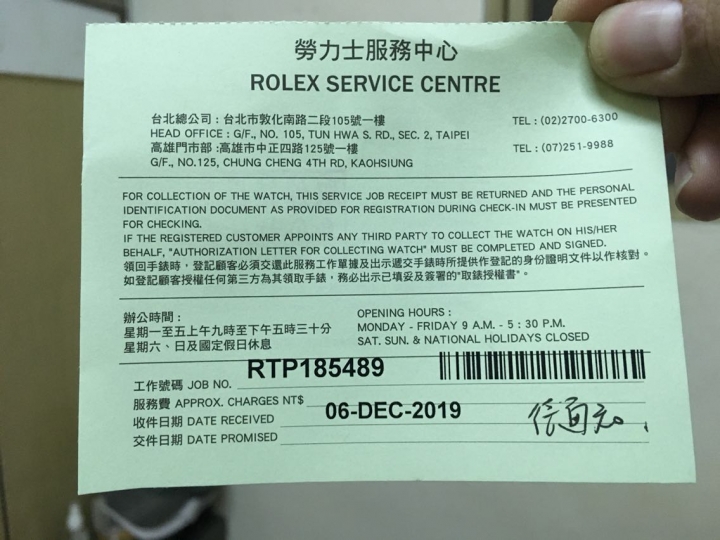 勞力士服務中心
ROLEX SERVICE CENTRE
台北總公司：台北市敦化南路二段105號一樓 TEL : (02)2700-6300
HEAD OFFICE : G/F., NO. 105, TUN HWA S. RD., SEC. 2, TAIPEI
高雄門市部 :高雄市中正四路125號一樓 TEL : (07)251-9988
G/F., NO.125, CHUNG CHENG 4TH RD, KAOHSIUNG
FOR COLLECTION OF THE WATCH, THIS SERVICE JOB RECEIPT MUST BE RETURNED AND THE PERSONAL
IDENTIFICATION DOCUMENT AS PROVIDED FOR REGISTRATION DURING CHECK-IN MUST BE PRESENTED
FOR CHECKING.
IF THE REGISTERED CUSTOMER APPOINTS ANY THIRD PARTY TO COLLECT THE WATCH ON HIS/HER
BEHALF, "AUTHORIZATION LETTER FOR COLLECTING WATCH" MUST BE COMPLETED AND SIGNED.
領回手錶時，登記顧客必須交還此服務工作單據及出示遞交手錶時所提供作登記的身份證明文件以作核對。
如登記顧客授權任何第三方為其領取手錶，務必出示已填妥及簽署的"取錶授權書"。
辦公時間：
星期一至五上午九時至下午五時三十分
星期六、日及國定假日休息
OPENING HOURS :
MONDAY - FRIDAY 9 A.M. - 5 : 30 P.M.
SAT. SUN. & NATIONAL HOLIDAYS CLOSED
工作號碼 JOB NO. RTP185489
服務費 APPROX. CHARGES NT$
收件日期 DATE RECEIVED 06-DEC-2019
交件日期 DATE PROMISED